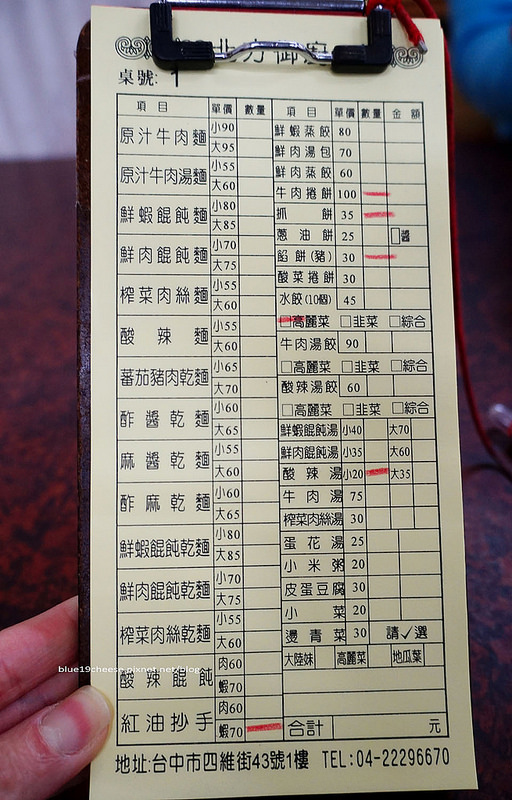 北方御廚
桌號: 1
項目 單價 數量
原汁牛肉麵 小90 大95
原汁牛肉湯麵 小55 大60
鮮蝦餛飩麵 小80 大85
鮮肉餛飩麵 小70 大75
榨菜肉絲麵 小55 大60
酸辣麵 小55 大60
蕃茄豬肉乾麵 小65 大70
酢醬乾麵 小60 大65
麻醬乾麵 小55 大60
酢麻乾麵 小60 大65
鮮蝦餛飩乾麵 小80 大85
鮮肉餛飩乾麵 小70 大75
榨菜肉絲乾麵 小55 大60
酸辣餛飩 肉60 蝦70
紅油抄手 肉60 蝦70
項目 單價 數量 金額
鮮蝦蒸餃 80
鮮肉湯包 70
鮮肉蒸餃 60
牛肉捲餅 100
抓餅 35
蔥油餅 25 □醬
餡餅(豬) 30
酸菜捲餅 30
水餃(10個) 45
□高麗菜 □韭菜 □綜合
牛肉湯餃 90
□高麗菜 □韭菜 □綜合
酸辣湯餃 60
□高麗菜 □韭菜 □綜合
鮮蝦餛飩湯 小40 大70
鮮肉餛飩湯 小35 大60
酸辣湯 小20 大35
牛肉湯 75
榨菜肉絲湯 30
蛋花湯 25
小米粥 20
皮蛋豆腐 30
小菜 20
燙青菜 30 請✓選
大陸妹 高麗菜 地瓜葉
合計 元
地址:台中市四維街43號1樓 TEL:04-22296670
blue19cheese.pixnet.net/blog